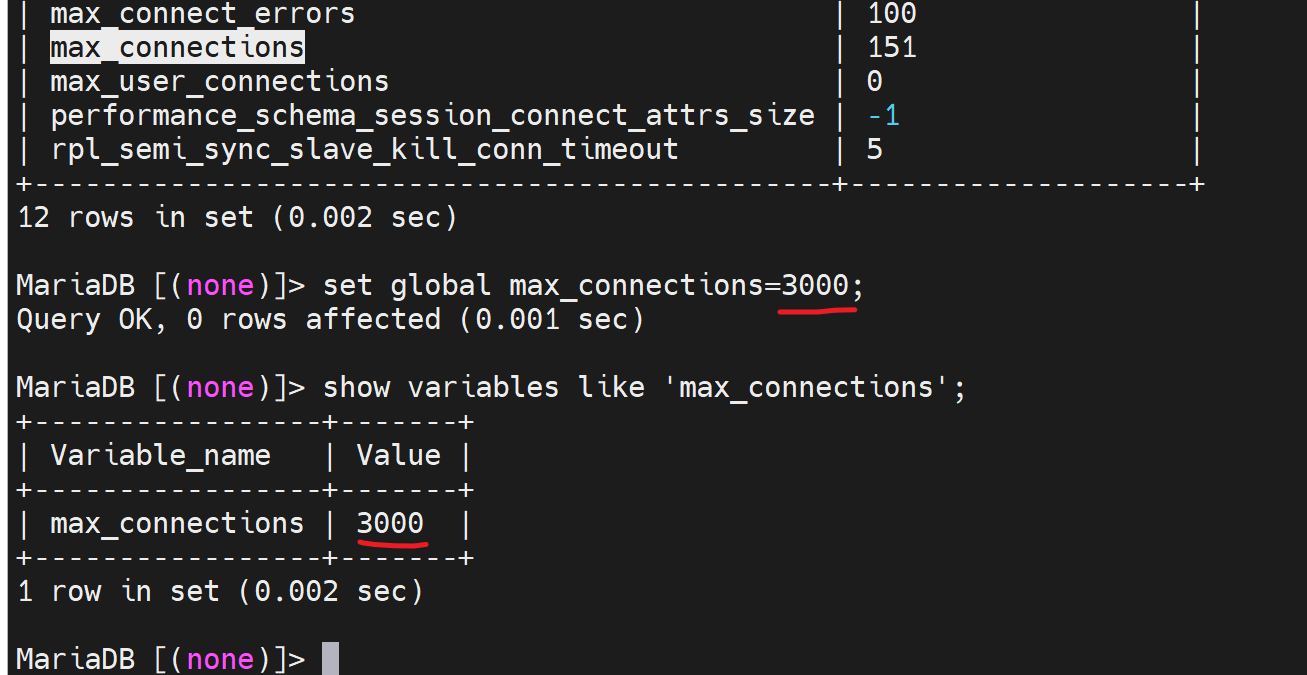 | max_connect_errors                            | 100                |
| max_connections                               | 151                |
| max_user_connections                          | 0                  |
| performance_schema_session_connect_attrs_size | -1                 |
| rpl_semi_sync_slave_kill_conn_timeout         | 5                  |
+-----------------------------------------------+--------------------+
12 rows in set (0.002 sec)
MariaDB [(none)]> set global max_connections=3000;
Query OK, 0 rows affected (0.001 sec)
MariaDB [(none)]> show variables like 'max_connections';
+-----------------+-------+
| Variable_name   | Value |
+-----------------+-------+
| max_connections | 3000  |
+-----------------+-------+
1 row in set (0.002 sec)
MariaDB [(none)]>